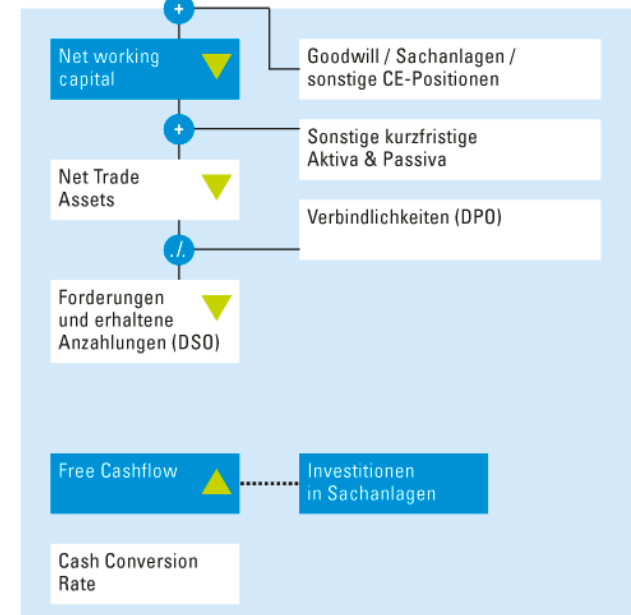 +
Net working
capital
Goodwill / Sachanlagen /
sonstige CE-Positionen
+
Sonstige kurzfristige
Aktiva & Passiva
Net Trade
Assets
Verbindlichkeiten (DPO)
./.
Forderungen
und erhaltene
Anzahlungen (DSO)
Free Cashflow
Investitionen
in Sachanlagen
Cash Conversion
Rate